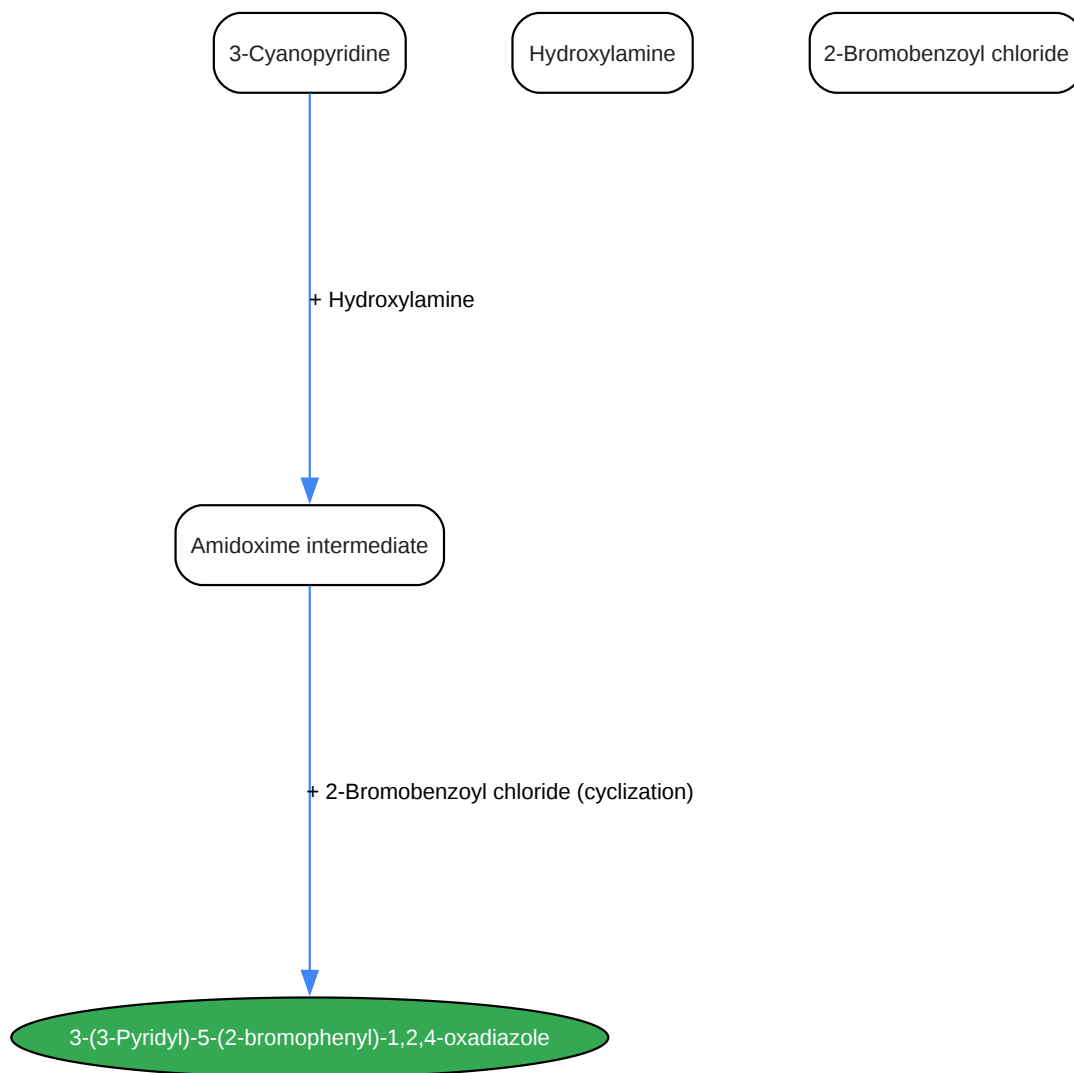 3-Cyanopyridine
Hydroxylamine
2-Bromobenzoyl chloride
+ Hydroxylamine
Amidoxime intermediate
+ 2-Bromobenzoyl chloride (cyclization)
3-(3-Pyridyl)-5-(2-bromophenyl)-1,2,4-oxadiazole